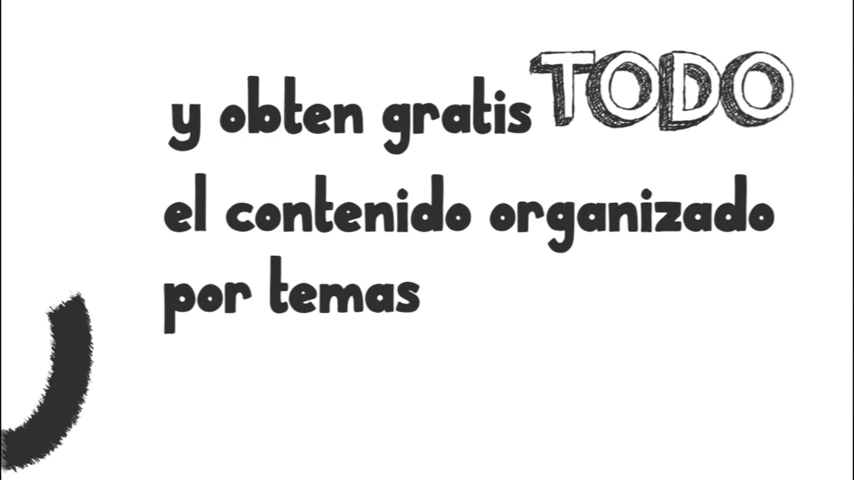 y obten gratis TODO
el contenido organizado
por temas